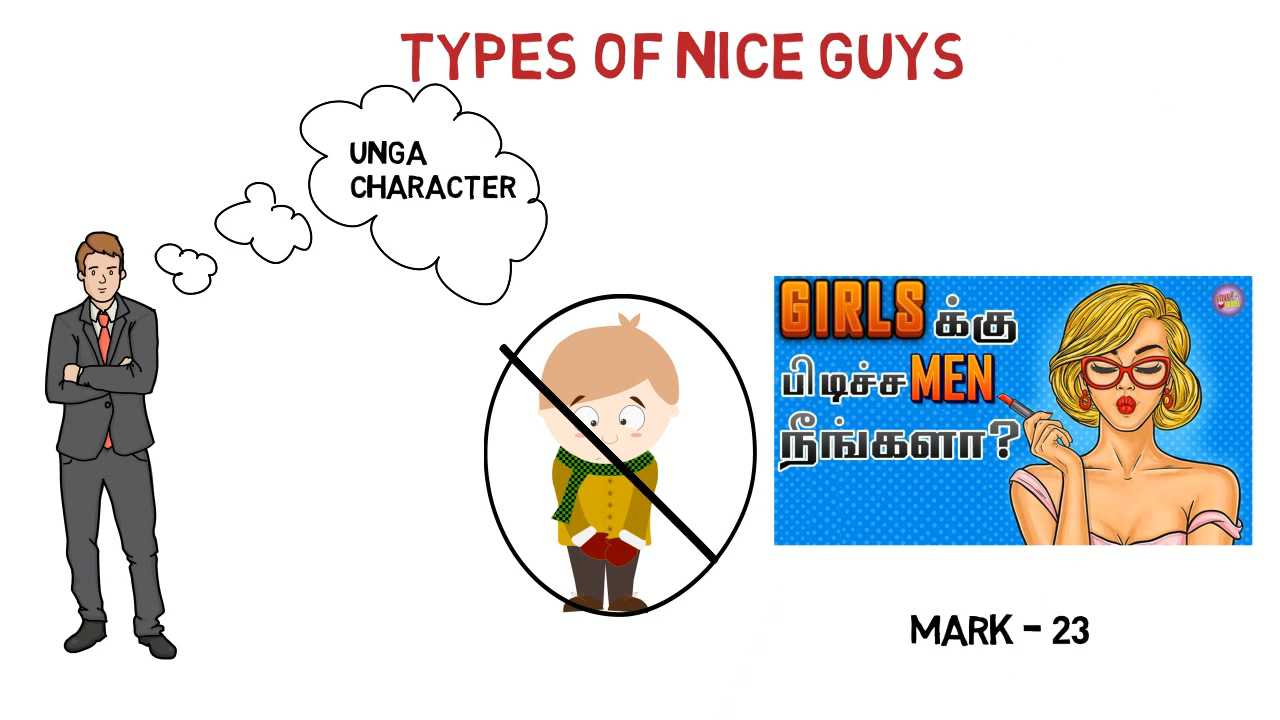 TYPES OF NICE GUYS
UNGA
CHARACTER
GIRLS க்கு
பிடிச்ச MEN
நீங்களா?
MARK - 23